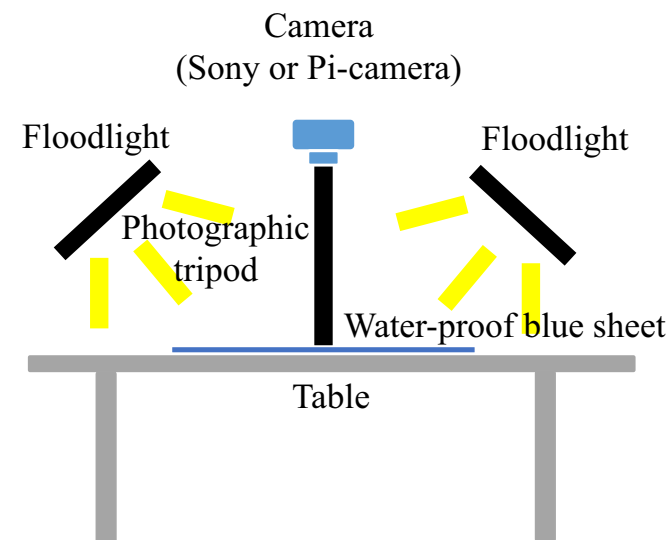 Camera
(Sony or Pi-camera)
Floodlight
Floodlight
Photographic
tripod
Water-proof blue sheet
Table